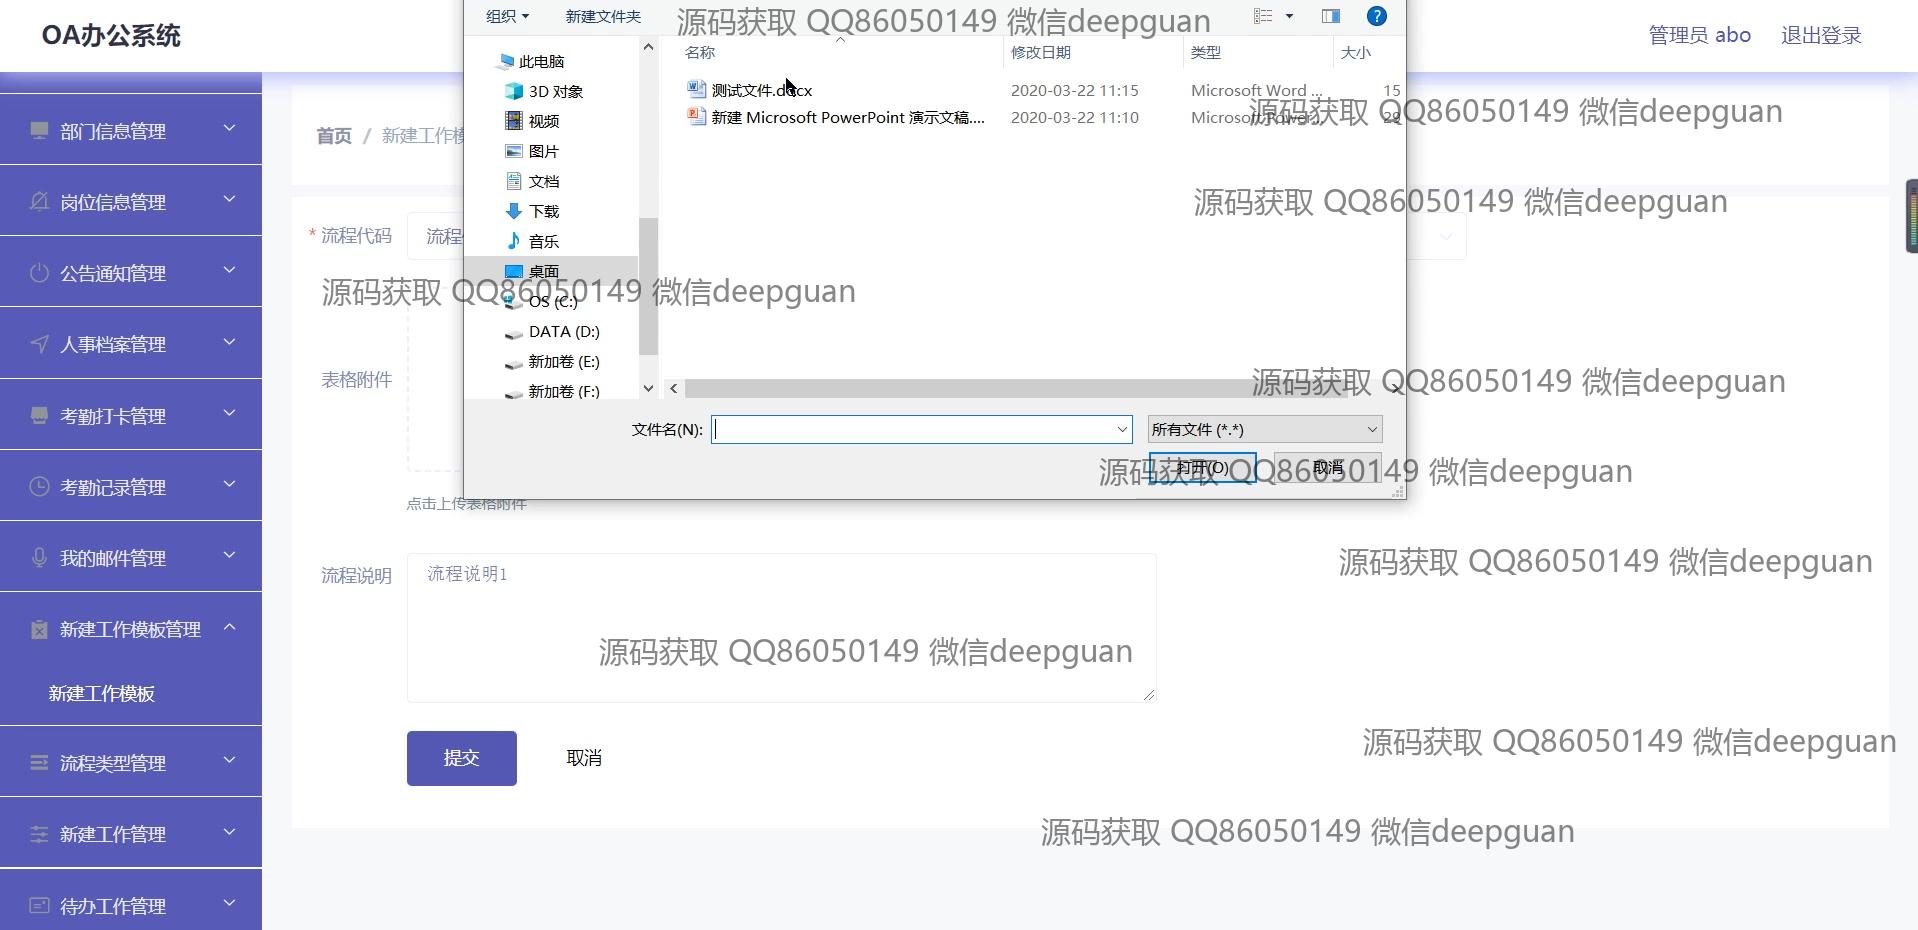 OA办公系统
组织
新建文件夹
源码获取 QQ86050149 微信deepguan
管理员 abo
退出登录
名称
修改日期
类型
大小
此电脑
3D 对象
视频
图片
文档
下载
音乐
桌面
OS (C:)
DATA (D:)
新加卷 (E:)
新加卷 (F:)
测试文件.docx
2020-03-22 11:15
Microsoft Word ...
15
新建 Microsoft PowerPoint 演示文稿....
2020-03-22 11:10
Microsoft Power...
29
源码获取 QQ86050149 微信deepguan
源码获取 QQ86050149 微信deepguan
源码获取 QQ86050149 微信deepguan
源码获取 QQ86050149 微信deepguan
文件名(N):
所有文件 (*.*)
打开(O)
取消
源码获取 QQ86050149 微信deepguan
部门信息管理
岗位信息管理
公告通知管理
人事档案管理
考勤打卡管理
考勤记录管理
我的邮件管理
新建工作模板管理
新建工作模板
流程类型管理
新建工作管理
待办工作管理
首页 / 新建工作模
* 流程代码
流程
表格附件
点击上传表格附件
源码获取 QQ86050149 微信deepguan
流程说明
流程说明1
源码获取 QQ86050149 微信deepguan
源码获取 QQ86050149 微信deepguan
提交
取消
源码获取 QQ86050149 微信deepguan